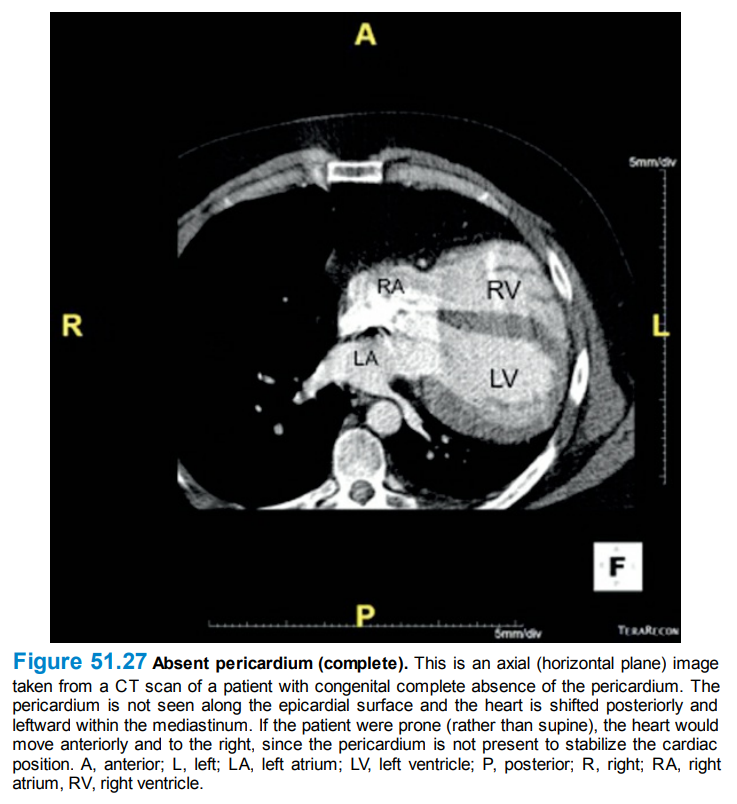 A
5mm/div
RA
RV
R
L
LA
LV
F
P
5mm/div
TERARECON
Figure 51.27 Absent pericardium (complete). This is an axial (horizontal plane) image
taken from a CT scan of a patient with congenital complete absence of the pericardium. The
pericardium is not seen along the epicardial surface and the heart is shifted posteriorly and
leftward within the mediastinum. If the patient were prone (rather than supine), the heart would
move anteriorly and to the right, since the pericardium is not present to stabilize the cardiac
position. A, anterior; L, left; LA, left atrium; LV, left ventricle; P, posterior; R, right; RA, right
atrium, RV, right ventricle.